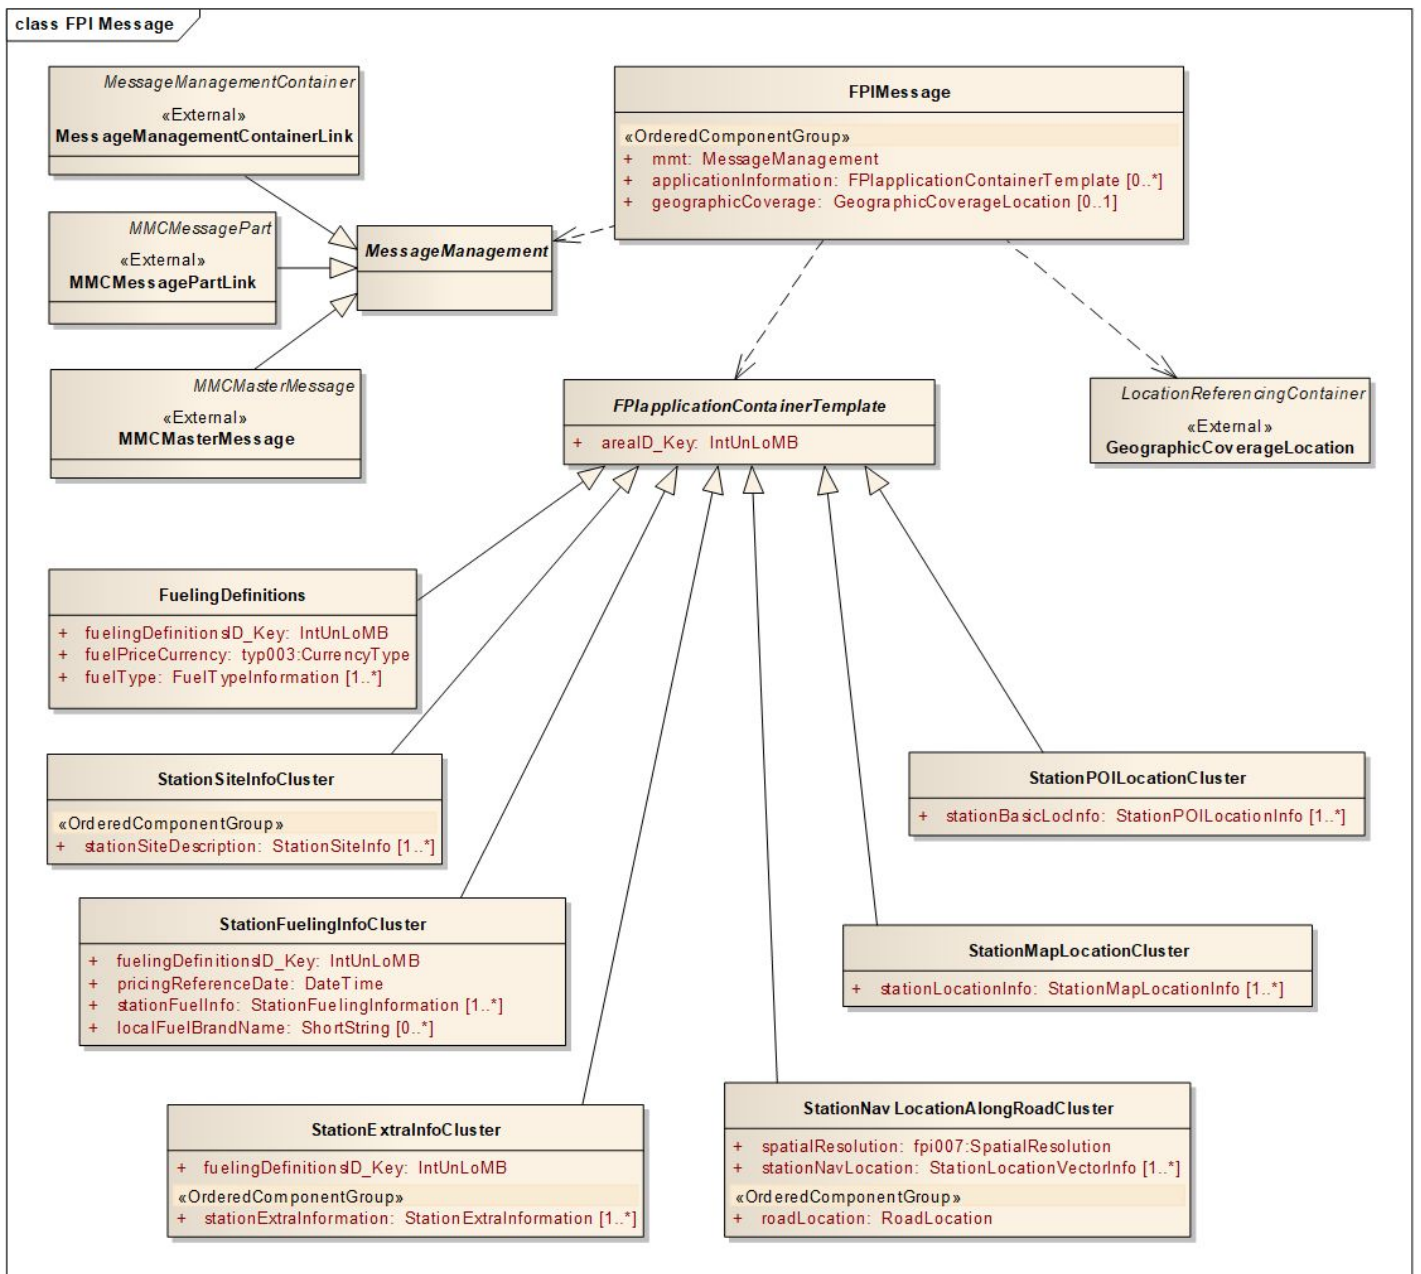 class FPI Message
MessageManagementContainer
«External»
MessageManagementContainerLink
FPIMessage
«OrderedComponentGroup»
+ mmt: MessageManagement
+ applicationInformation: FPIapplicationContainerTemplate [0..*]
+ geographicCoverage: GeographicCoverageLocation [0..1]
MMCMessagePart
«External»
MMCMessagePartLink
MessageManagement
MMCMasterMessage
«External»
MMCMasterMessage
FPIapplicationContainerTemplate
+ areaID_Key: IntUnLoMB
LocationReferencingContainer
«External»
GeographicCoverageLocation
FuelingDefinitions
+ fuelingDefinitionsID_Key: IntUnLoMB
+ fuelPriceCurrency: typ003:CurrencyType
+ fuelType: FuelTypeInformation [1..*]
StationSiteInfoCluster
«OrderedComponentGroup»
+ stationSiteDescription: StationSiteInfo [1..*]
StationPOILocationCluster
+ stationBasicLocInfo: StationPOILocationInfo [1..*]
StationFuelingInfoCluster
+ fuelingDefinitionsID_Key: IntUnLoMB
+ pricingReferenceDate: DateTime
+ stationFuelInfo: StationFuelingInformation [1..*]
+ localFuelBrandName: ShortString [0..*]
StationMapLocationCluster
+ stationLocationInfo: StationMapLocationInfo [1..*]
StationExtraInfoCluster
+ fuelingDefinitionsID_Key: IntUnLoMB
«OrderedComponentGroup»
+ stationExtraInformation: StationExtraInformation [1..*]
StationNavLocationAlongRoadCluster
+ spatialResolution: fpi007:SpatialResolution
+ stationNavLocation: StationLocationVectorInfo [1..*]
«OrderedComponentGroup»
+ roadLocation: RoadLocation